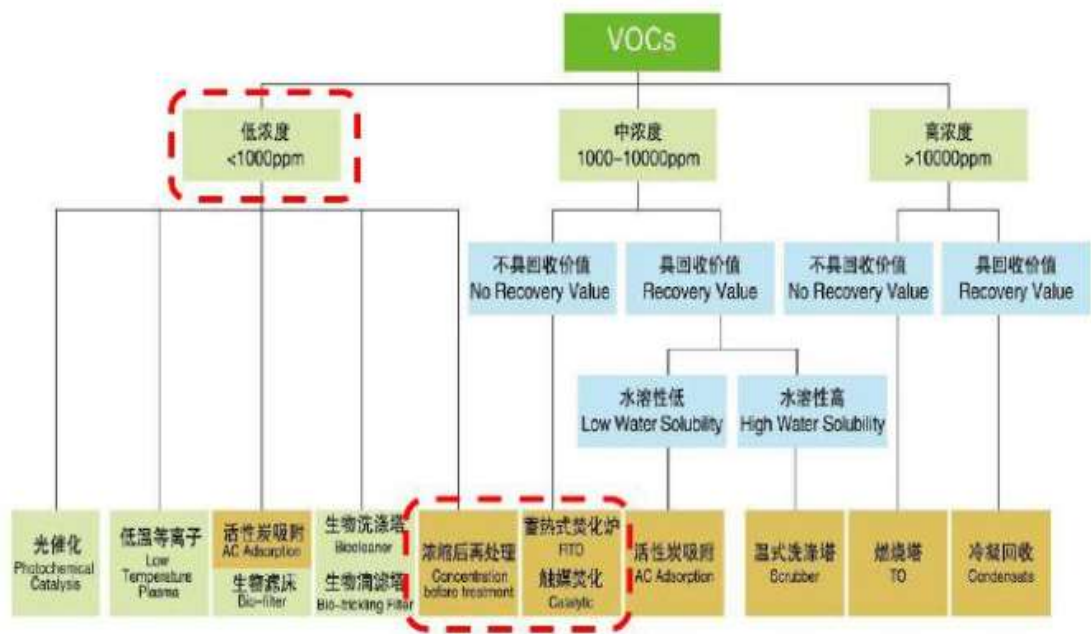 VOCs
低浓度
<1000ppm
中浓度
1000-10000ppm
高浓度
>10000ppm
不具回收价值
No Recovery Value
具回收价值
Recovery Value
不具回收价值
No Recovery Value
具回收价值
Recovery Value
水溶性低
Low Water Solubility
水溶性高
High Water Solubility
光催化
Photochemical
Catalysis
低温等离子
Low
Temperature
Plasma
活性炭吸附
AC Adsorption
生物滤床
Bio-filter
生物洗涤塔
Biocleaner
生物滴滤塔
Bio-trickling Filter
浓缩后再处理
Concentration
before treatment
蓄热式焚化炉
RTO
触媒焚化
Catalytic
活性炭吸附
AC Adsorption
湿式洗涤塔
Scrubber
燃烧塔
TO
冷凝回收
Condensate